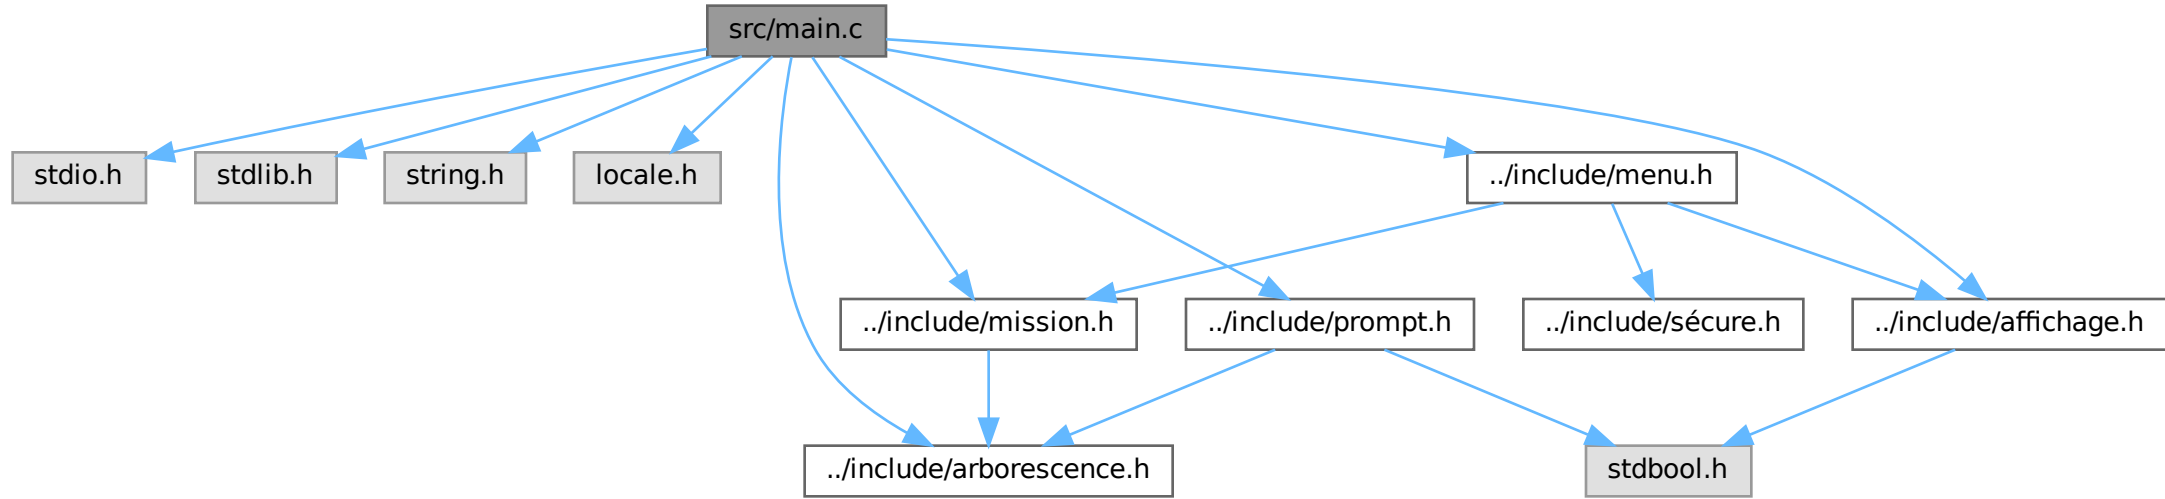 src/main.c
stdio.h
stdlib.h
string.h
locale.h
../include/menu.h
../include/mission.h
../include/prompt.h
../include/sécure.h
../include/affichage.h
../include/arborescence.h
stdbool.h